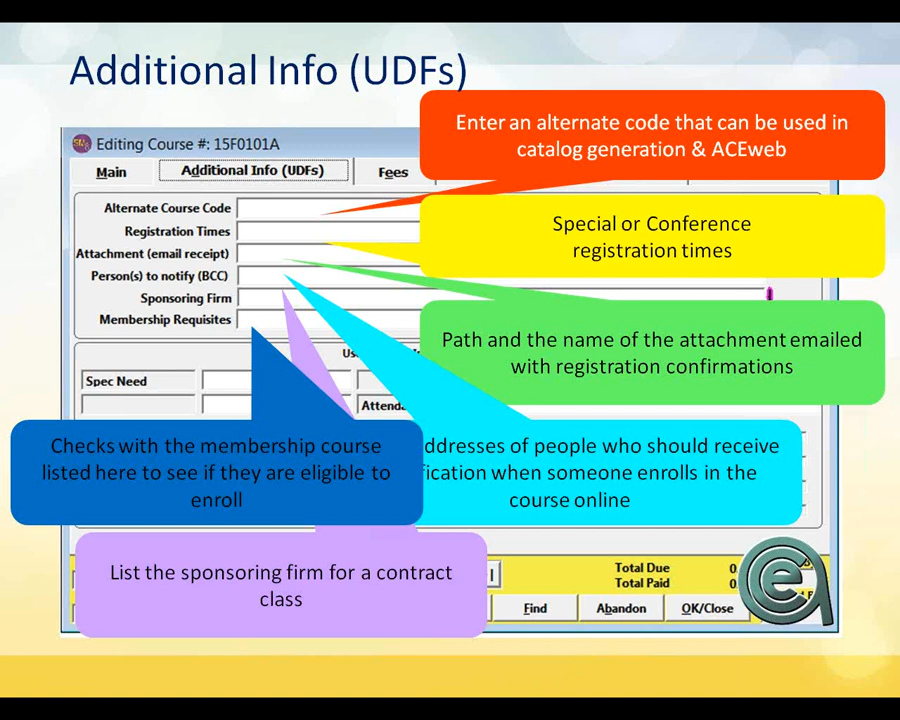 Additional Info (UDFs)
Enter an alternate code that can be used in
catalog generation & ACEweb
Editing Course #: 15F0101A
Main
Additional Info (UDFs)
Fees
Alternate Course Code
Registration Times
Attachment (email receipt)
Person(s) to notify (BCC)
Sponsoring Firm
Membership Requisites
Special or Conference
registration times
Path and the name of the attachment emailed
with registration confirmations
Spec Need
Checks with the membership course
listed here to see if they are eligible to
enroll
of people who should receive
when someone enrolls in the
course online
List the sponsoring firm for a contract
class
Total Due
Total Paid
Find
Abandon
OK/Close